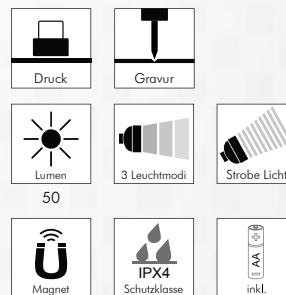 Druck
Gravur
Lumen
3 Leuchtmodi
Strobe Licht
50
IPX4
AA
Magnet
Schutzklasse
inkl.